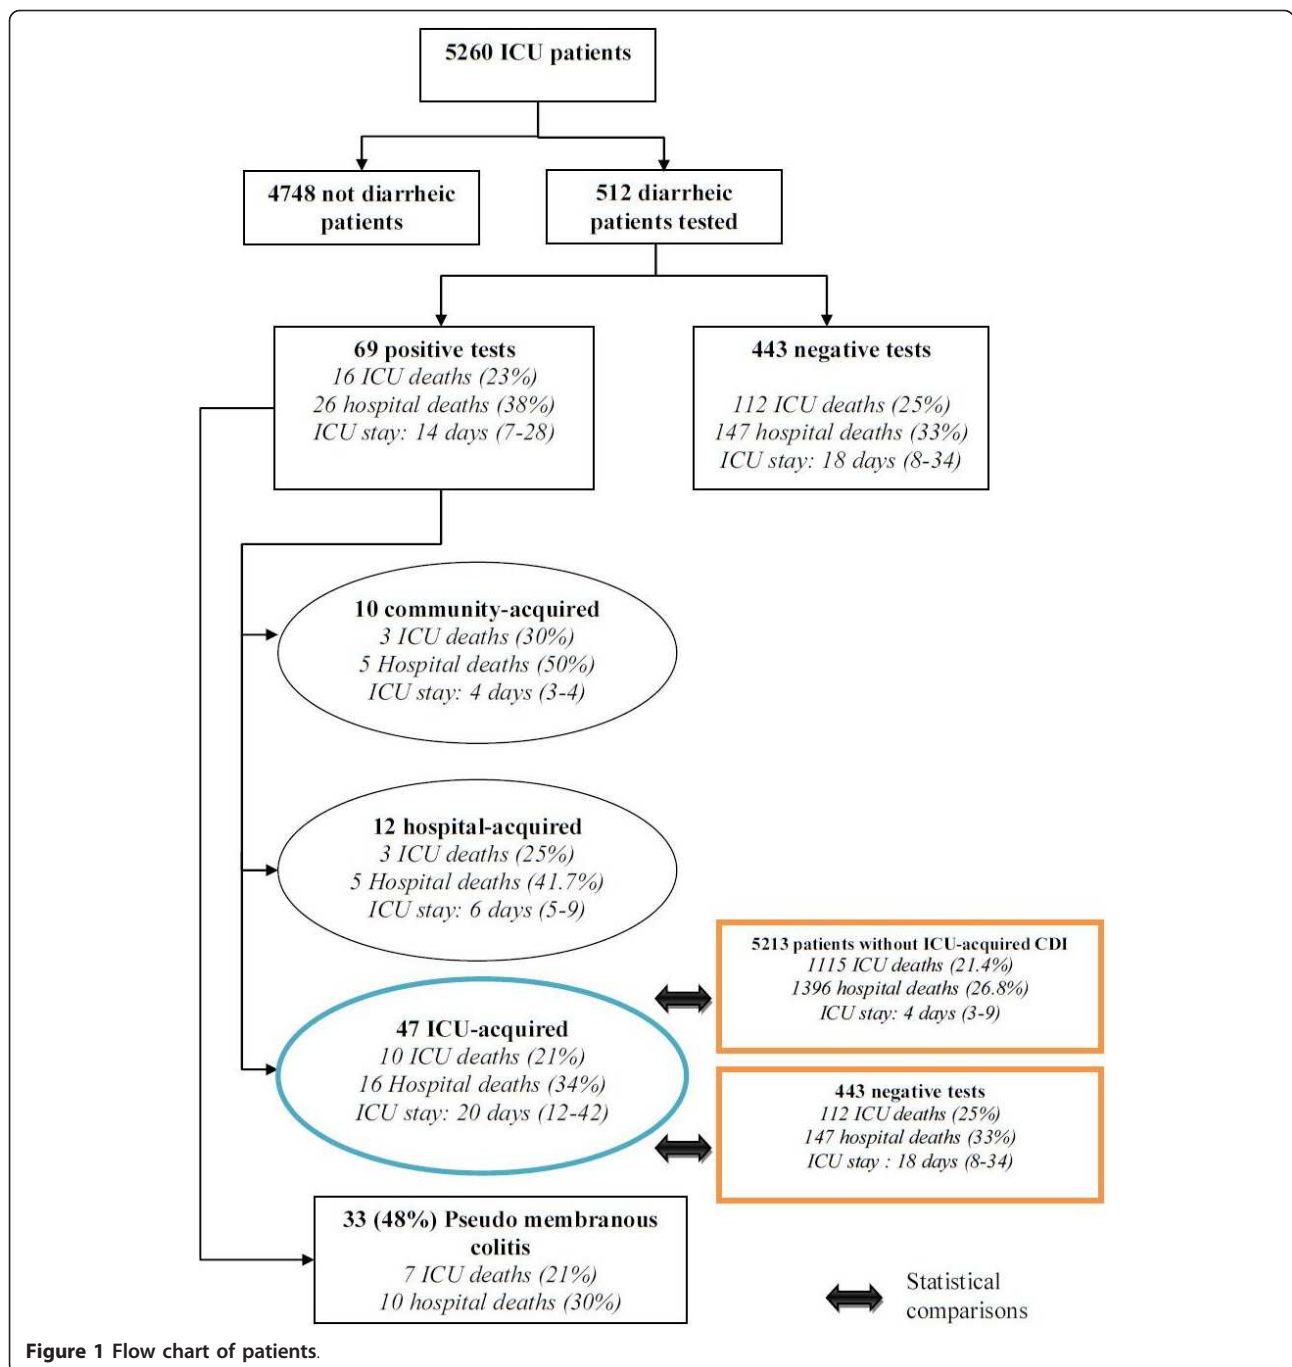 5260 ICU patients
4748 not diarrheic
patients
512 diarrheic
patients tested
69 positive tests
16 ICU deaths (23%)
26 hospital deaths (38%)
ICU stay: 14 days (7-28)
443 negative tests
112 ICU deaths (25%)
147 hospital deaths (33%)
ICU stay: 18 days (8-34)
10 community-acquired
3 ICU deaths (30%)
5 Hospital deaths (50%)
ICU stay: 4 days (3-4)
12 hospital-acquired
3 ICU deaths (25%)
5 Hospital deaths (41.7%)
ICU stay: 6 days (5-9)
47 ICU-acquired
10 ICU deaths (21%)
16 Hospital deaths (34%)
ICU stay: 20 days (12-42)
5213 patients without ICU-acquired CDI
1115 ICU deaths (21.4%)
1396 hospital deaths (26.8%)
ICU stay: 4 days (3-9)
443 negative tests
112 ICU deaths (25%)
147 hospital deaths (33%)
ICU stay : 18 days (8-34)
33 (48%) Pseudo membranous
colitis
7 ICU deaths (21%)
10 hospital deaths (30%)
Statistical
comparisons
Figure 1 Flow chart of patients.